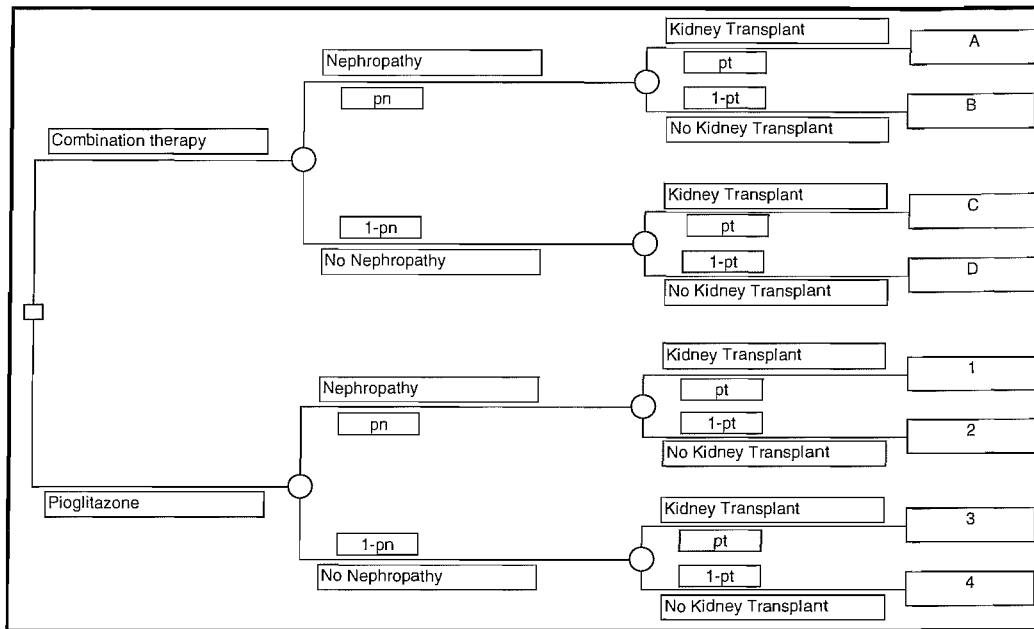 Kidney Transplant
A
Nephropathy
pt
pn
1-pt
B
No Kidney Transplant
Combination therapy
Kidney Transplant
C
1-pn
pt
No Nephropathy
1-pt
D
No Kidney Transplant
Kidney Transplant
1
Nephropathy
pt
pn
1-pt
2
No Kidney Transplant
Pioglitazone
Kidney Transplant
3
1-pn
pt
No Nephropathy
1-pt
4
No Kidney Transplant